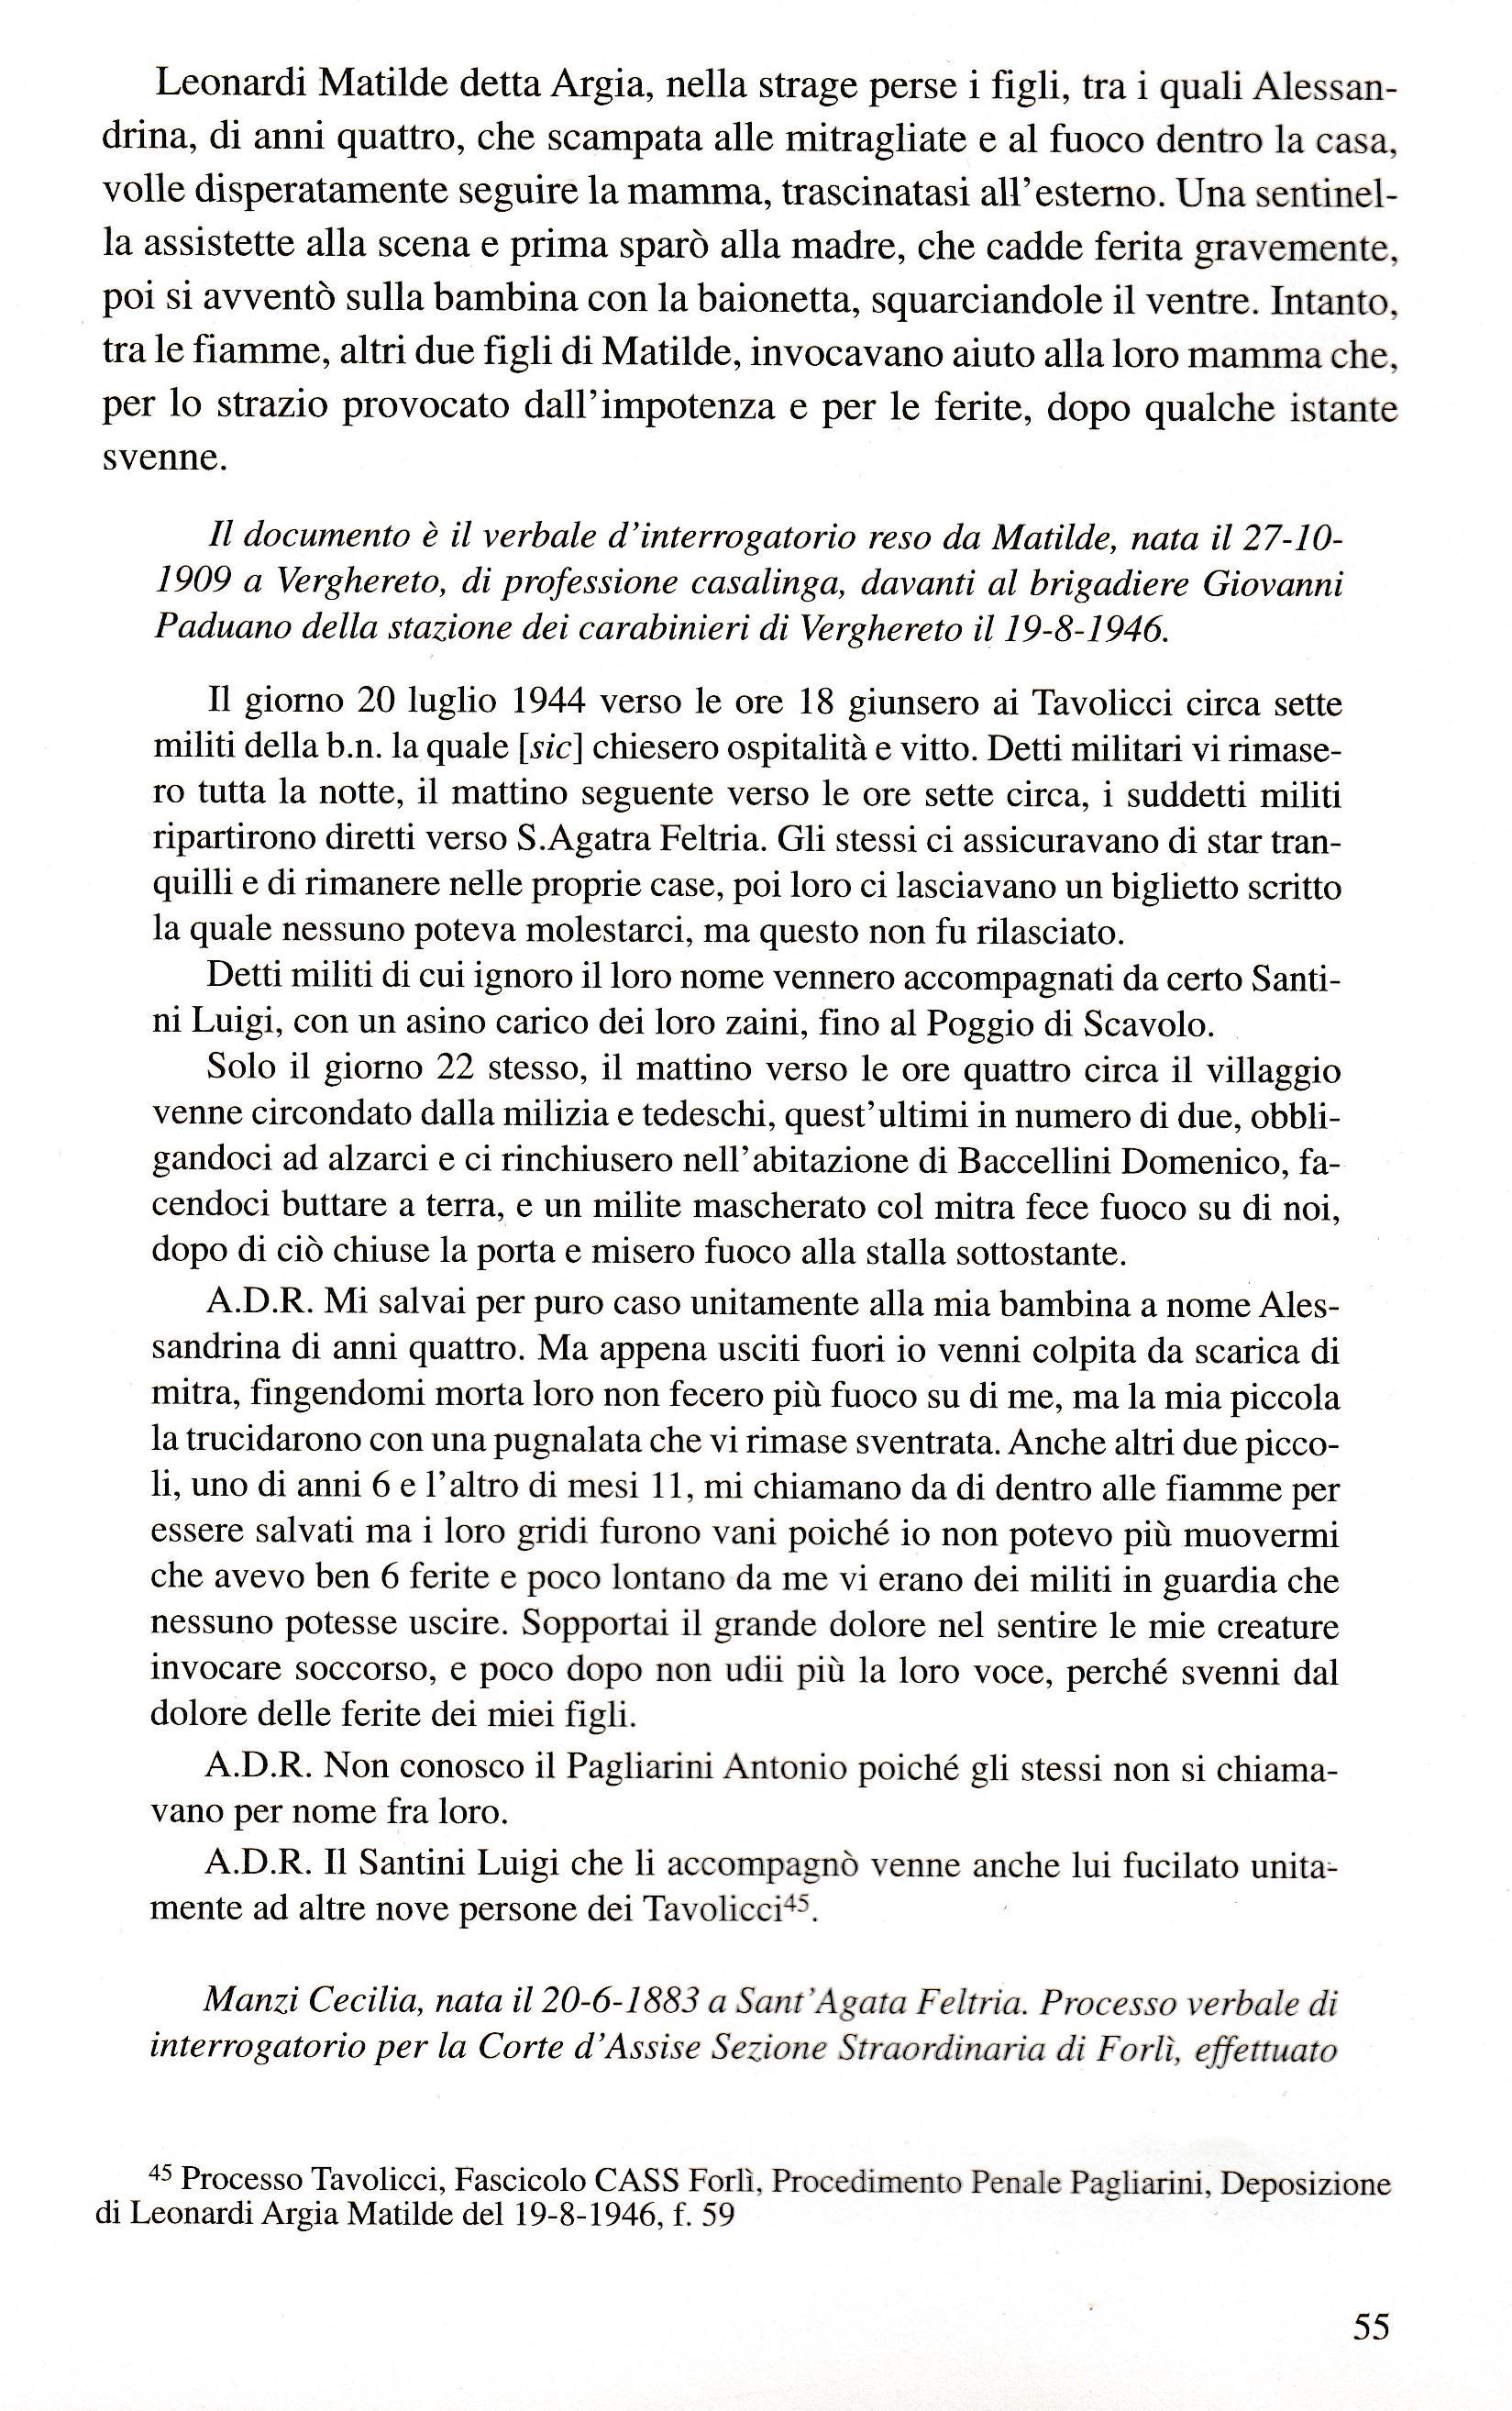 Leonardi Matilde detta Argia, nella strage perse i figli, tra i quali Alessan-
drina, di anni quattro, che scampata alle mitragliate e al fuoco dentro la casa,
volle disperatamente seguire la mamma, trascinatasi all’esterno. Una sentinel-
la assistette alla scena e prima sparò alla madre, che cadde ferita gravemente,
poi si avventò sulla bambina con la baionetta, squarciandole il ventre. Intanto,
tra le fiamme, altri due figli di Matilde, invocavano aiuto alla loro mamma che,
per lo strazio provocato dall’impotenza e per le ferite, dopo qualche istante
svenne.
Il documento è il verbale d’interrogatorio reso da Matilde, nata il 27-10-
1909 a Verghereto, di professione casalinga, davanti al brigadiere Giovanni
Paduano della stazione dei carabinieri di Verghereto il 19-8-1946.
Il giorno 20 luglio 1944 verso le ore 18 giunsero ai Tavolicci circa sette
militi della b.n. la quale [sic] chiesero ospitalità e vitto. Detti militari vi rimase-
ro tutta la notte, il mattino seguente verso le ore sette circa, i suddetti militi
ripartirono diretti verso S.Agatra Feltria. Gli stessi ci assicuravano di star tran-
quilli e di rimanere nelle proprie case, poi loro ci lasciavano un biglietto scritto
la quale nessuno poteva molestarci, ma questo non fu rilasciato.
Detti militi di cui ignoro il loro nome vennero accompagnati da certo Santi-
ni Luigi, con un asino carico dei loro zaini, fino al Poggio di Scavolo.
Solo il giorno 22 stesso, il mattino verso le ore quattro circa il villaggio
venne circondato dalla milizia e tedeschi, quest’ultimi in numero di due, obbli-
gandoci ad alzarci e ci rinchiusero nell’abitazione di Baccellini Domenico, fa-
cendoci buttare a terra, e un milite mascherato col mitra fece fuoco su di noi,
dopo di ciò chiuse la porta e misero fuoco alla stalla sottostante.
A.D.R. Mi salvai per puro caso unitamente alla mia bambina a nome Ales-
sandrina di anni quattro. Ma appena usciti fuori io venni colpita da scarica di
mitra, fingendomi morta loro non fecero più fuoco su di me, ma la mia piccola
la trucidarono con una pugnalata che vi rimase sventrata. Anche altri due picco-
li, uno di anni 6 e l’altro di mesi 11, mi chiamano da di dentro alle fiamme per
essere salvati ma i loro gridi furono vani poiché io non potevo più muovermi
che avevo ben 6 ferite e poco lontano da me vi erano dei militi in guardia che
nessuno potesse uscire. Sopportai il grande dolore nel sentire le mie creature
invocare soccorso, e poco dopo non udii più la loro voce, perché svenni dal
dolore delle ferite dei miei figli.
A.D.R. Non conosco il Pagliarini Antonio poiché gli stessi non si chiama-
vano per nome fra loro.
A.D.R. Il Santini Luigi che li accompagnò venne anche lui fucilato unita-
mente ad altre nove persone dei Tavolicci⁴⁵.
Manzi Cecilia, nata il 20-6-1883 a Sant’Agata Feltria. Processo verbale di
interrogatorio per la Corte d’Assise Sezione Straordinaria di Forlì, effettuato
⁴⁵ Processo Tavolicci, Fascicolo CASS Forlì, Procedimento Penale Pagliarini, Deposizione
di Leonardi Argia Matilde del 19-8-1946, f. 59
55